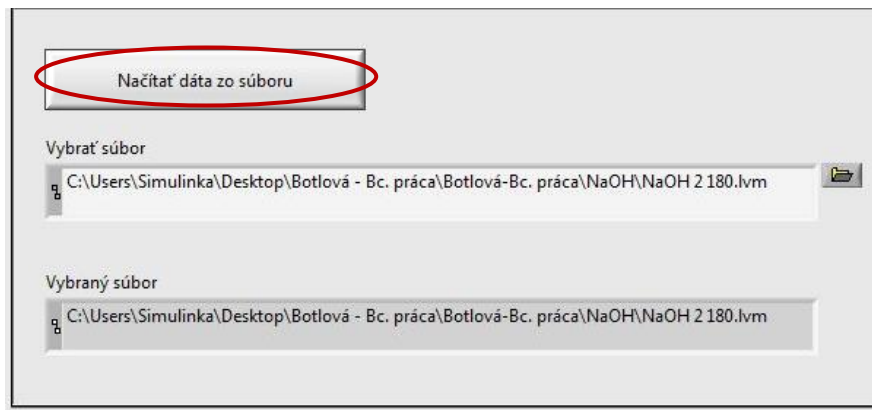 Načítať dáta zo súboru
Vybrať súbor
C:\Users\Simulinka\Desktop\Botlová - Bc. práca\Botlová-Bc. práca\NaOH\NaOH 2 180.lvm
Vybraný súbor
C:\Users\Simulinka\Desktop\Botlová - Bc. práca\Botlová-Bc. práca\NaOH\NaOH 2 180.lvm